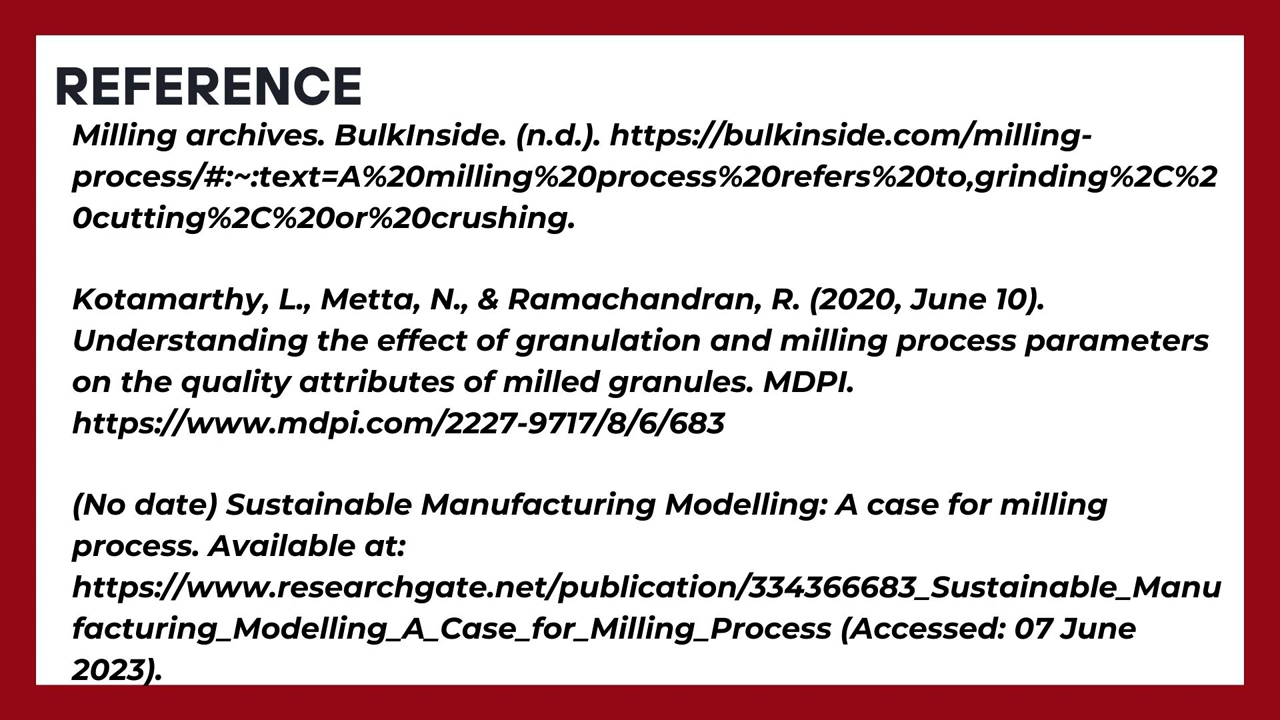 REFERENCE
Milling archives. BulkInside. (n.d.). https://bulkinside.com/milling-
process/#:~:text=A%20milling%20process%20refers%20to,grinding%2C%2
0cutting%2C%20or%20crushing.
Kotamarthy, L., Metta, N., & Ramachandran, R. (2020, June 10).
Understanding the effect of granulation and milling process parameters
on the quality attributes of milled granules. MDPI.
https://www.mdpi.com/2227-9717/8/6/683
(No date) Sustainable Manufacturing Modelling: A case for milling
process. Available at:
https://www.researchgate.net/publication/334366683_Sustainable_Manu
facturing_Modelling_A_Case_for_Milling_Process (Accessed: 07 June
2023).